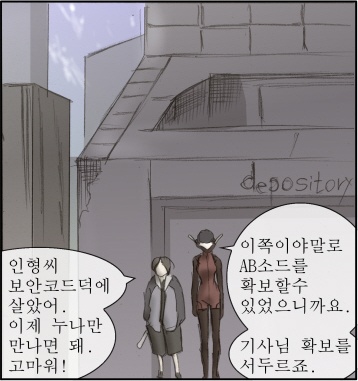 depository
인형씨
보안코드덕에
살았어.
이제 누나만
만나면 돼.
고마워!
이쪽이야말로
AB소드를
확보할수
있었으니까요.
기사님 확보를
서두르죠.